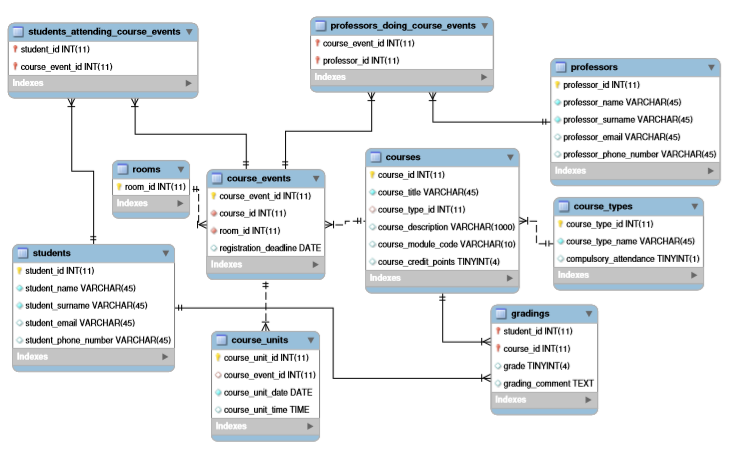 students_attending_course_events
student_id INT(11)
course_event_id INT(11)
Indexes
professors_doing_course_events
course_event_id INT(11)
professor_id INT(11)
Indexes
professors
professor_id INT(11)
professor_name VARCHAR(45)
professor_surname VARCHAR(45)
professor_email VARCHAR(45)
professor_phone_number VARCHAR(45)
Indexes
rooms
room_id INT(11)
Indexes
course_events
course_event_id INT(11)
course_id INT(11)
room_id INT(11)
registration_deadline DATE
Indexes
courses
course_id INT(11)
course_title VARCHAR(45)
course_type_id INT(11)
course_description VARCHAR(1000)
course_module_code VARCHAR(10)
course_credit_points TINYINT(4)
Indexes
course_types
course_type_id INT(11)
course_type_name VARCHAR(45)
compulsory_attendance TINYINT(1)
Indexes
students
student_id INT(11)
student_name VARCHAR(45)
student_surname VARCHAR(45)
student_email VARCHAR(45)
student_phone_number VARCHAR(45)
Indexes
course_units
course_unit_id INT(11)
course_event_id INT(11)
course_unit_date DATE
course_unit_time TIME
Indexes
gradings
student_id INT(11)
course_id INT(11)
grade TINYINT(4)
grading_comment TEXT
Indexes